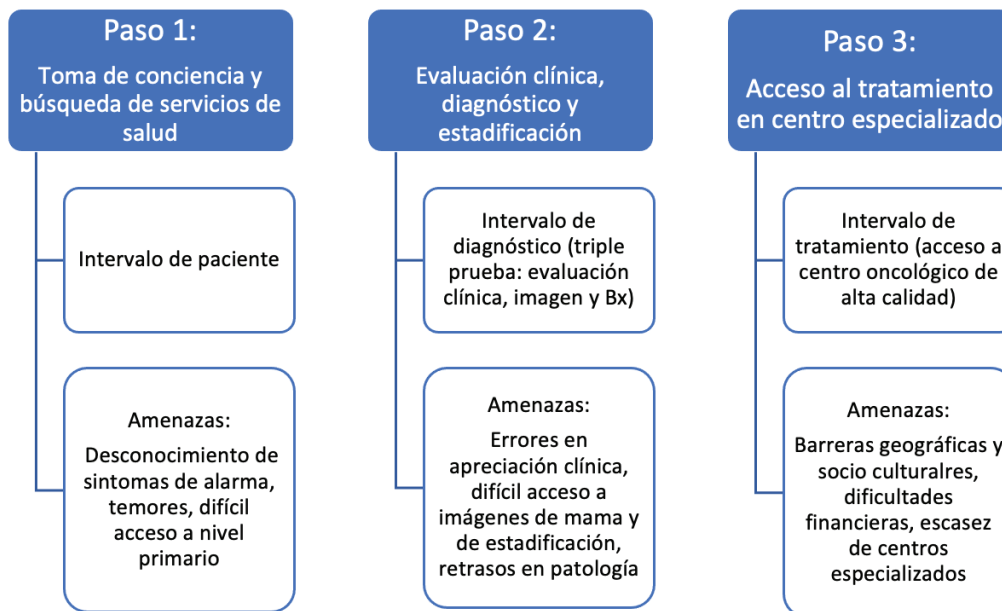 Paso 1:
Toma de conciencia y
búsqueda de servicios de
salud
Intervalo de paciente
Amenazas:
Desconocimiento de
sintomas de alarma,
temores, difícil
acceso a nivel
primario
Paso 2:
Evaluación clínica,
diagnóstico y
estadificación
Intervalo de
diagnóstico (triple
prueba: evaluación
clínica, imagen y Bx)
Amenazas:
Errores en
apreciación clínica,
difícil acceso a
imágenes de mama y
de estadificación,
retrasos en patología
Paso 3:
Acceso al tratamiento
en centro especializado
Intervalo de
tratamiento (acceso a
centro oncológico de
alta calidad)
Amenazas:
Barreras geográficas y
socio culturalres,
dificultades
financieras, escasez
de centros
especializados